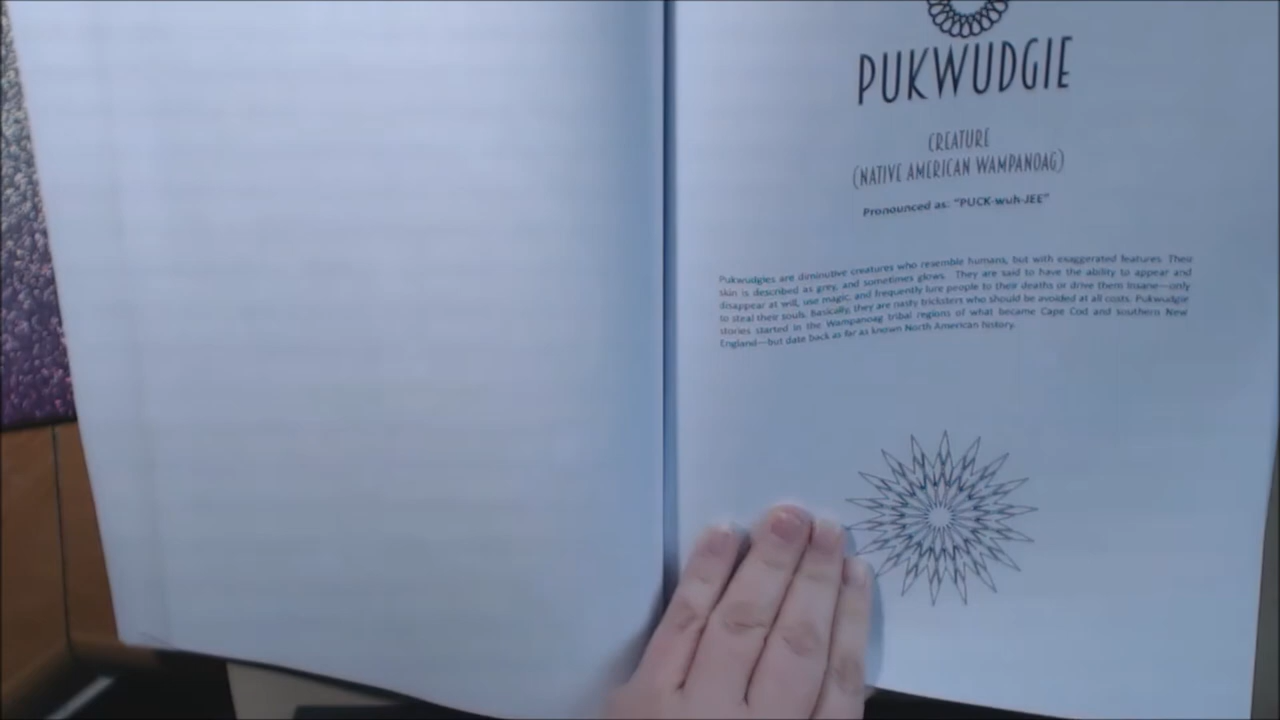 PUKWUDGIE
CREATURE
(NATIVE AMERICAN WAMPANOAG)
Pronounced as: “PUCK-wuh-JEE”
Pukwudgies are diminutive creatures who resemble humans, but with exaggerated features. Their
skin is described as grey, and sometimes glows. They are said to have the ability to appear and
disappear at will, use magic, and frequently lure people to their deaths or drive them insane—only
to steal their souls. Basically, they are nasty tricksters who should be avoided at all costs. Pukwudgie
stories started in the Wampanoag tribal regions of what became Cape Cod and southern New
England—but date back as far as known North American history.